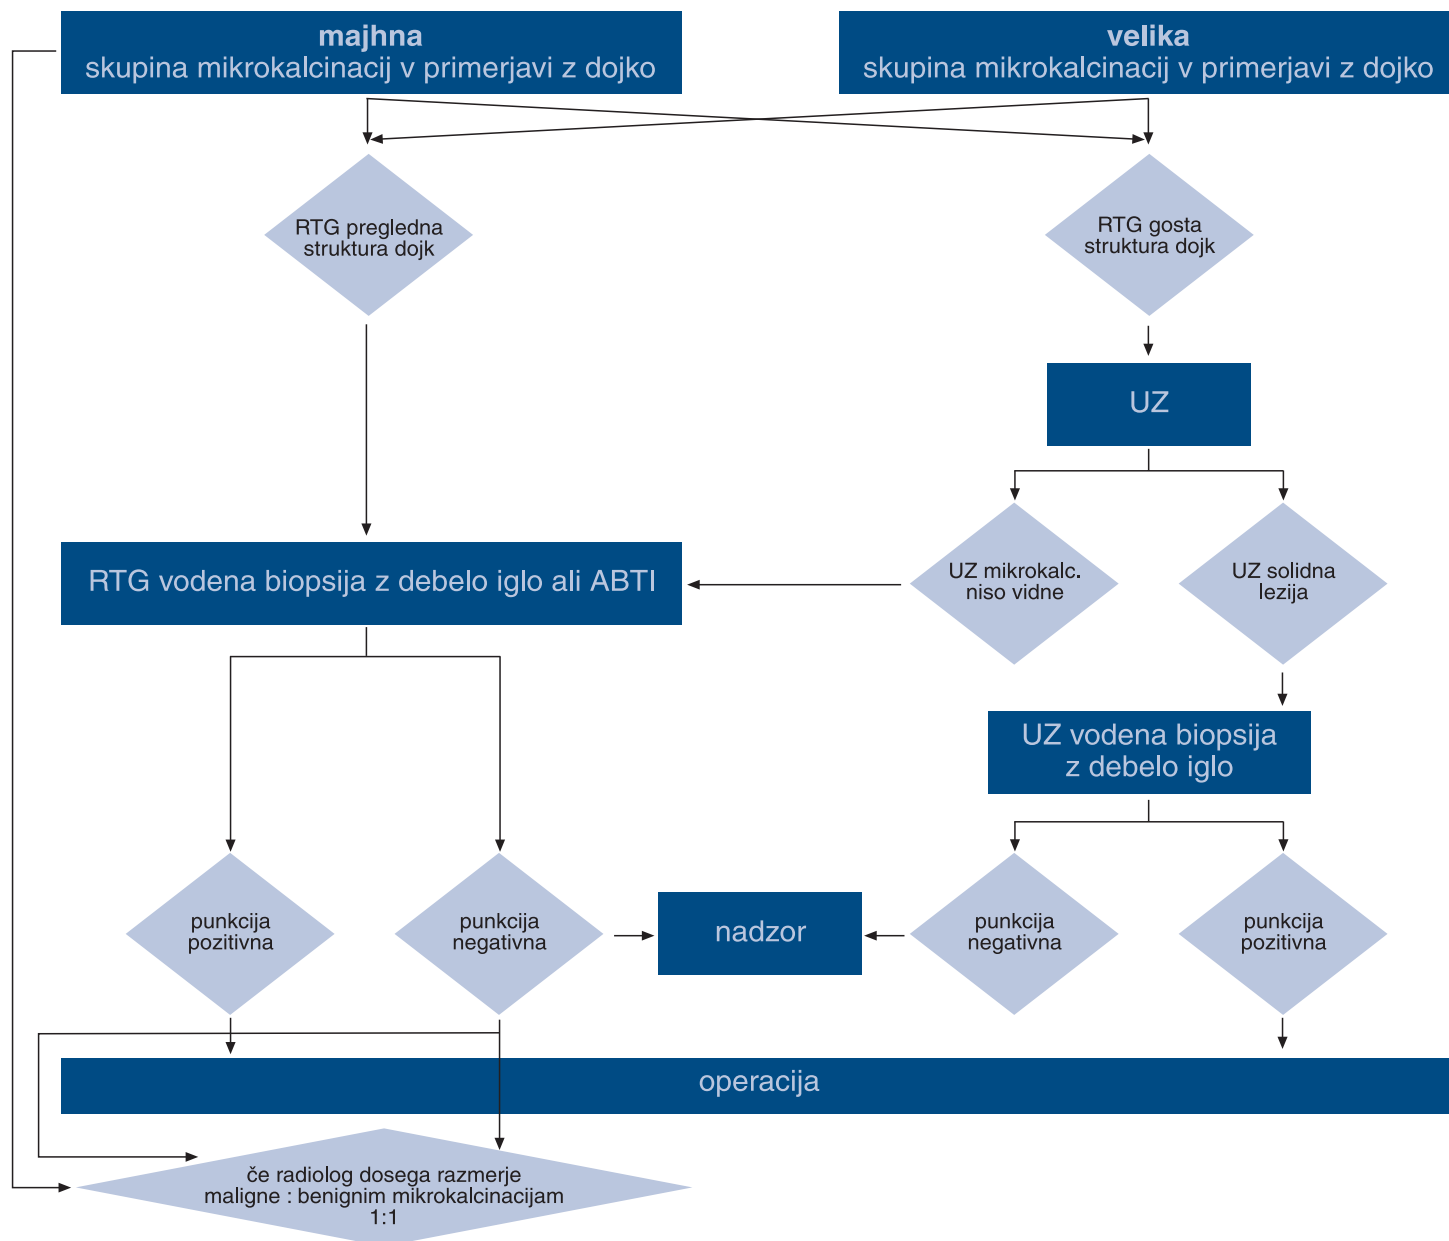 majhna
skupina mikrokalcinacij v primerjavi z dojko
velika
skupina mikrokalcinacij v primerjavi z dojko
RTG pregledna
struktura dojk
RTG gosta
struktura dojk
UZ
RTG vodena biopsija z debelo iglo ali ABTI
UZ mikrokalc.
niso vidne
UZ solidna
lezija
UZ vodena biopsija
z debelo iglo
punkcija
pozitivna
punkcija
negativna
nadzor
punkcija
negativna
punkcija
pozitivna
operacija
če radiolog dosega razmerje
maligne : benignim mikrokalcinacijam
1:1